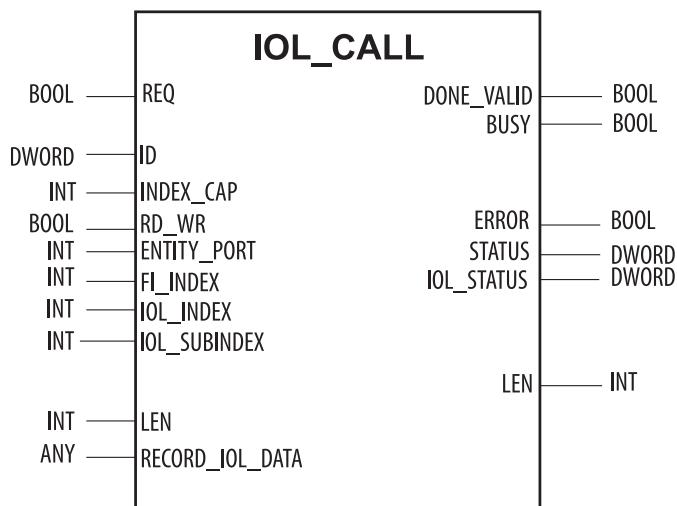 IOL_CALL
BOOL REQ DONE_VALID BOOL
BUSY BOOL
DWORD ID
INT INDEX_CAP
BOOL RD_WR ERROR BOOL
INT ENTITY_PORT
STATUS DWORD
INT FI_INDEX IOL_STATUS DWORD
INT IOL_INDEX
INT IOL_SUBINDEX
LEN INT
INT LEN
ANY RECORD_IOL_DATA